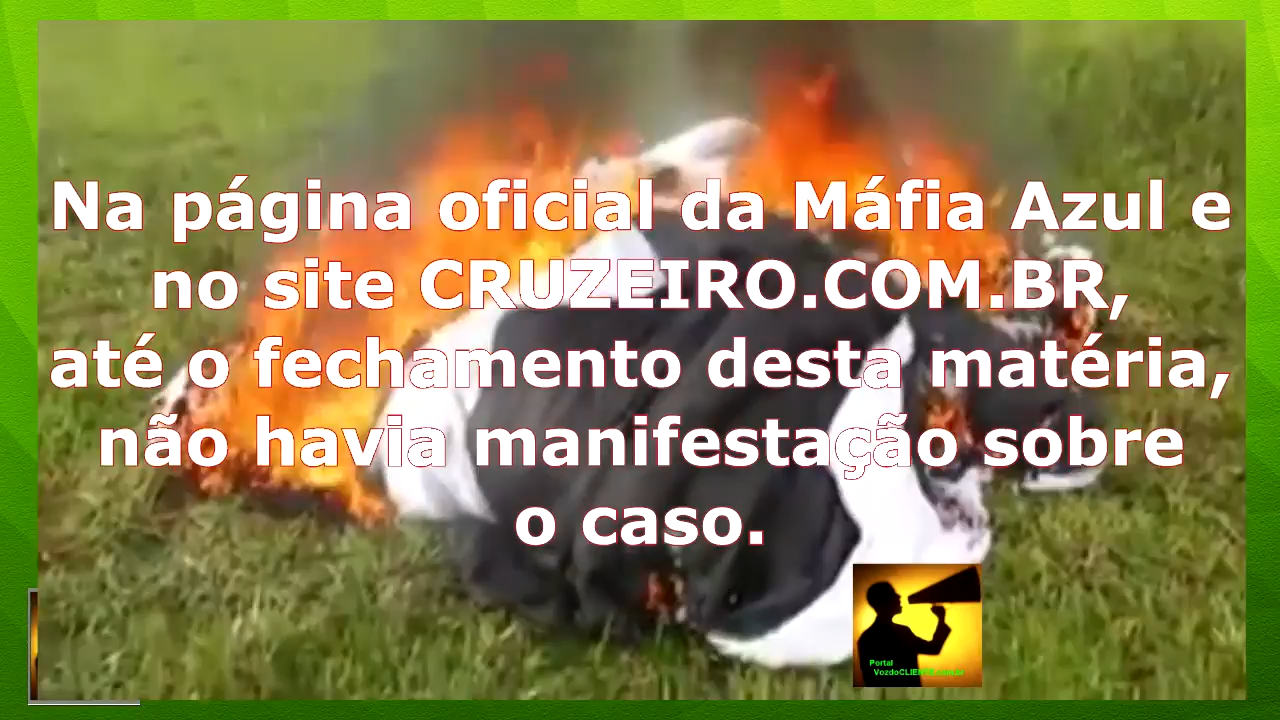 Na página oficial da Máfia Azul e
no site CRUZEIRO.COM.BR,
até o fechamento desta matéria,
não havia manifestação sobre
o caso.
Portal